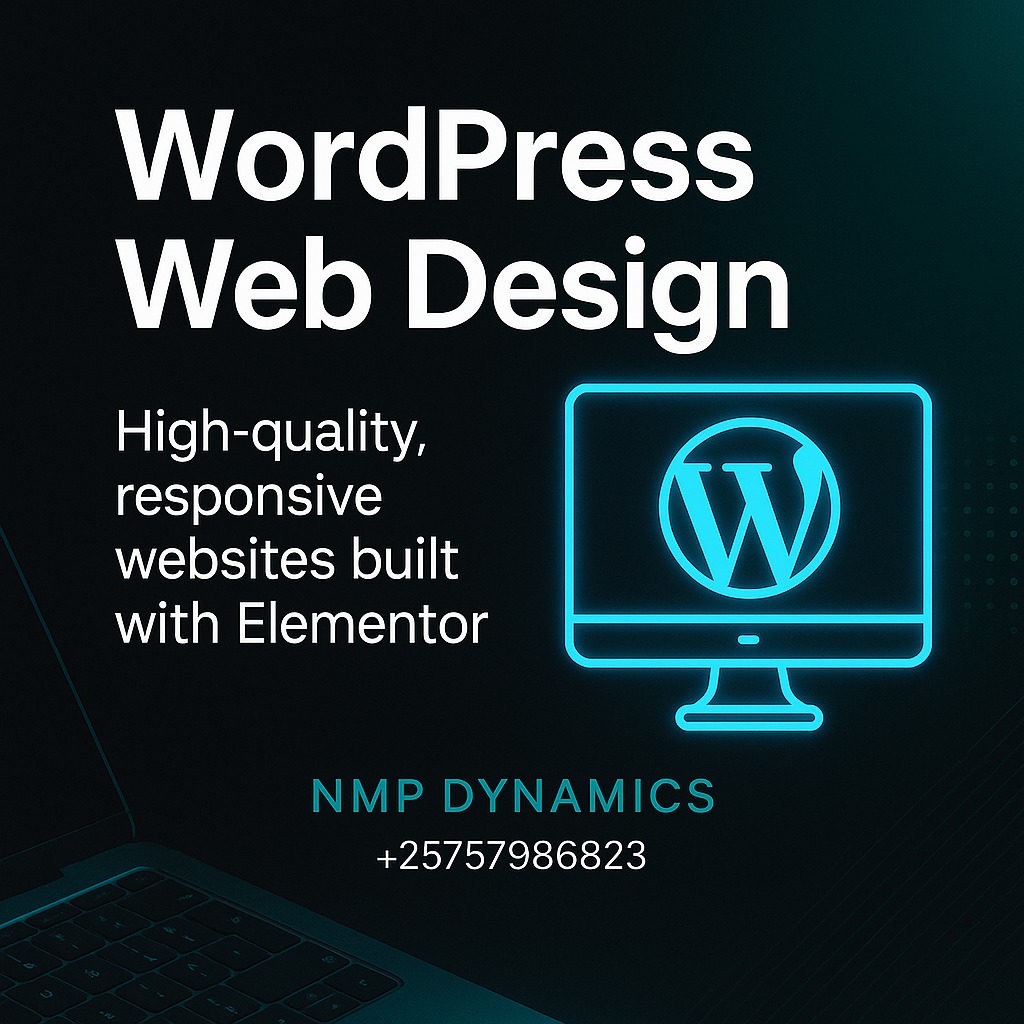 WordPress
Web Design
High-quality,
responsive
websites built
with Elementor
W
NMP DYNAMICS
+25757986823